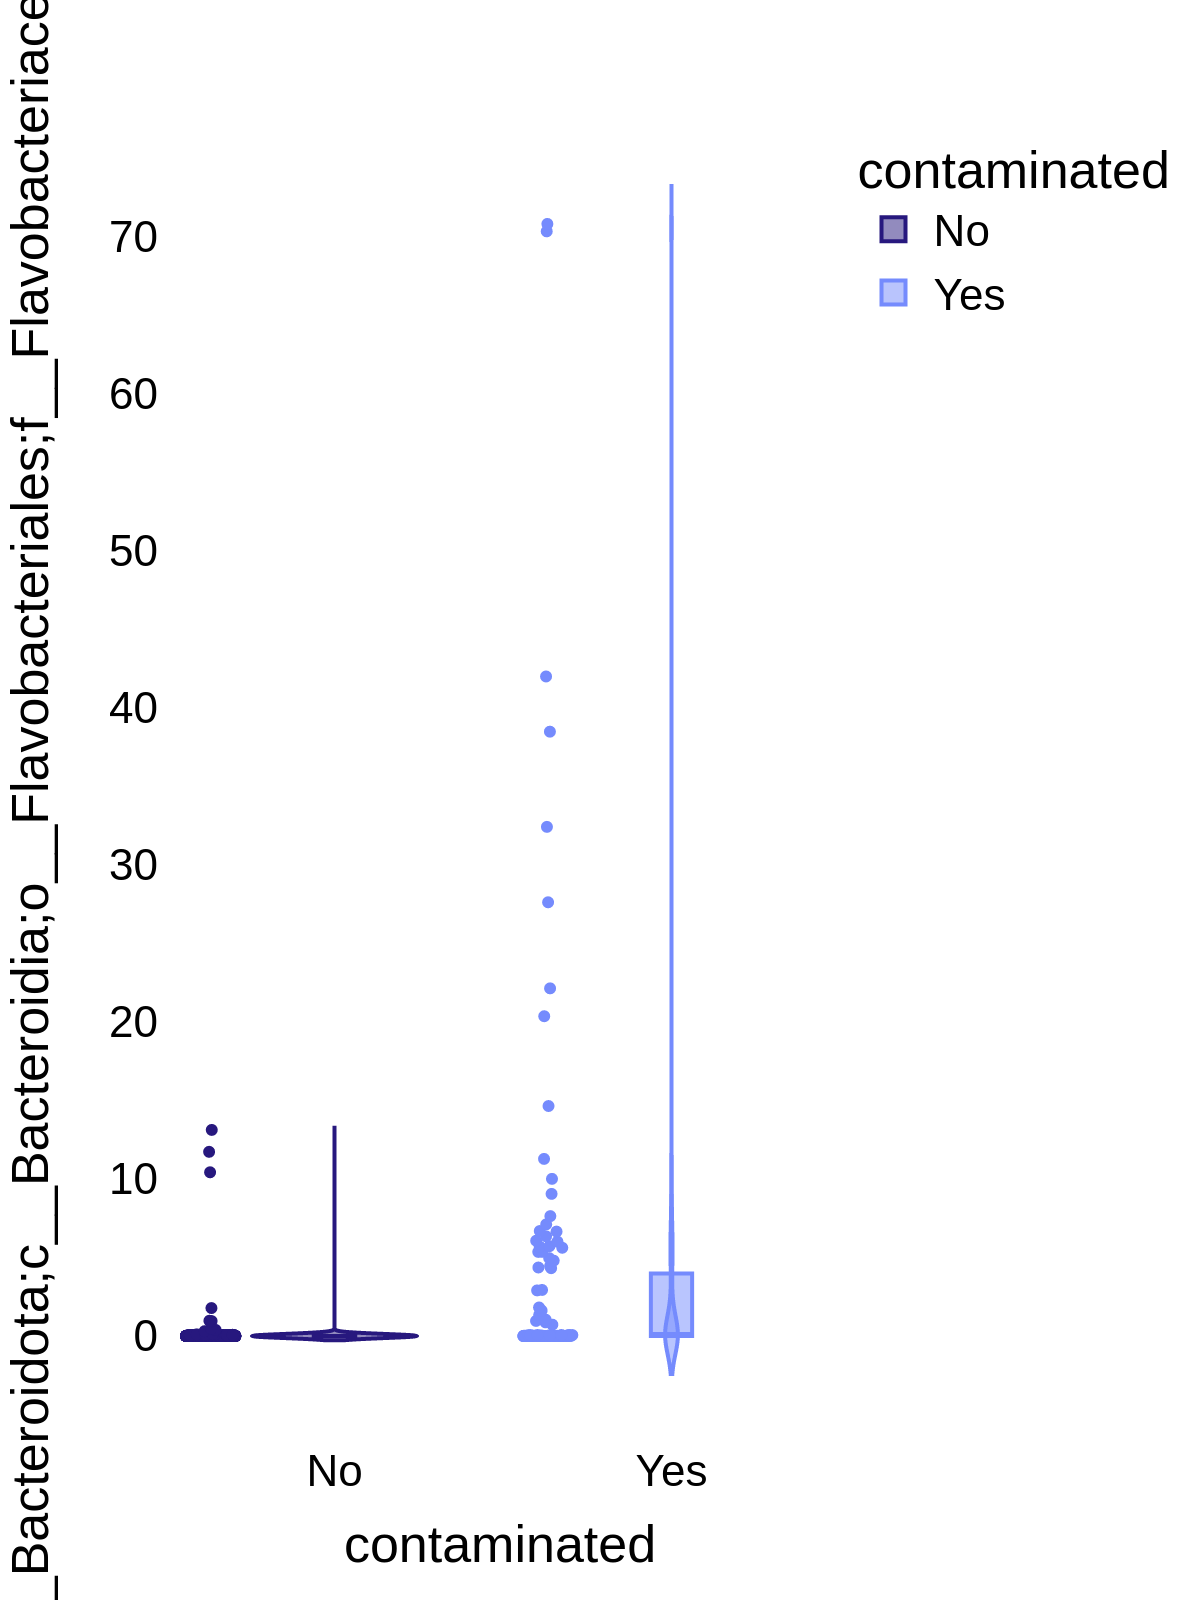 _Bacteroidota;c__Bacteroidia;o__Flavobacteriales;f__Flavobacteriace
70
60
50
40
30
20
10
0
No
Yes
contaminated
contaminated
No
Yes